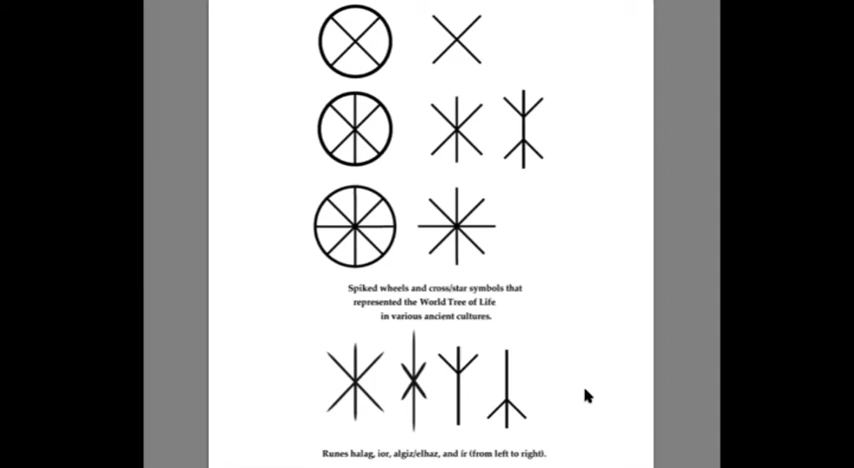 Spiked wheels and cross/star symbols that
represented the World Tree of Life
in various ancient cultures.
Runes halag, ior, algiz/elhaz, and ír (from left to right).